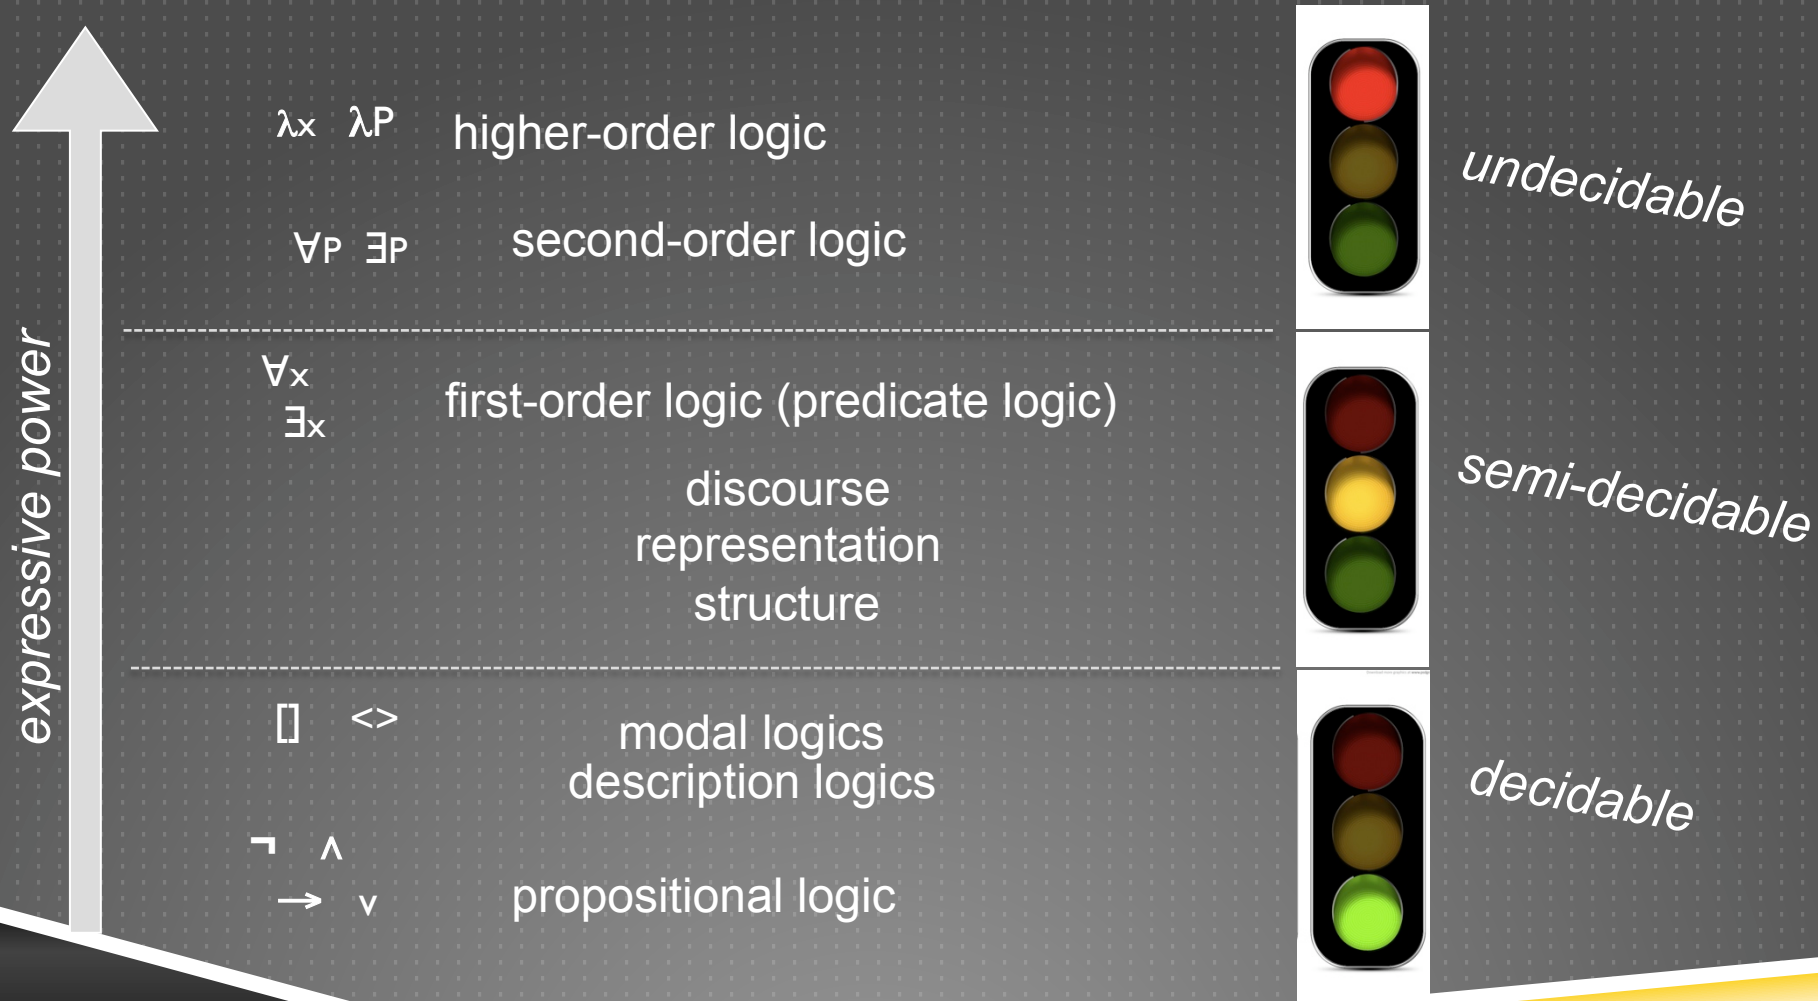 λx λP higher-order logic
∀P ∃P second-order logic
∀x
∃x
first-order logic (predicate logic)
discourse
representation
structure
[] <>
modal logics
description logics
¬ ∧
→ ∨
propositional logic
expressive power
undecidable
semi-decidable
decidable